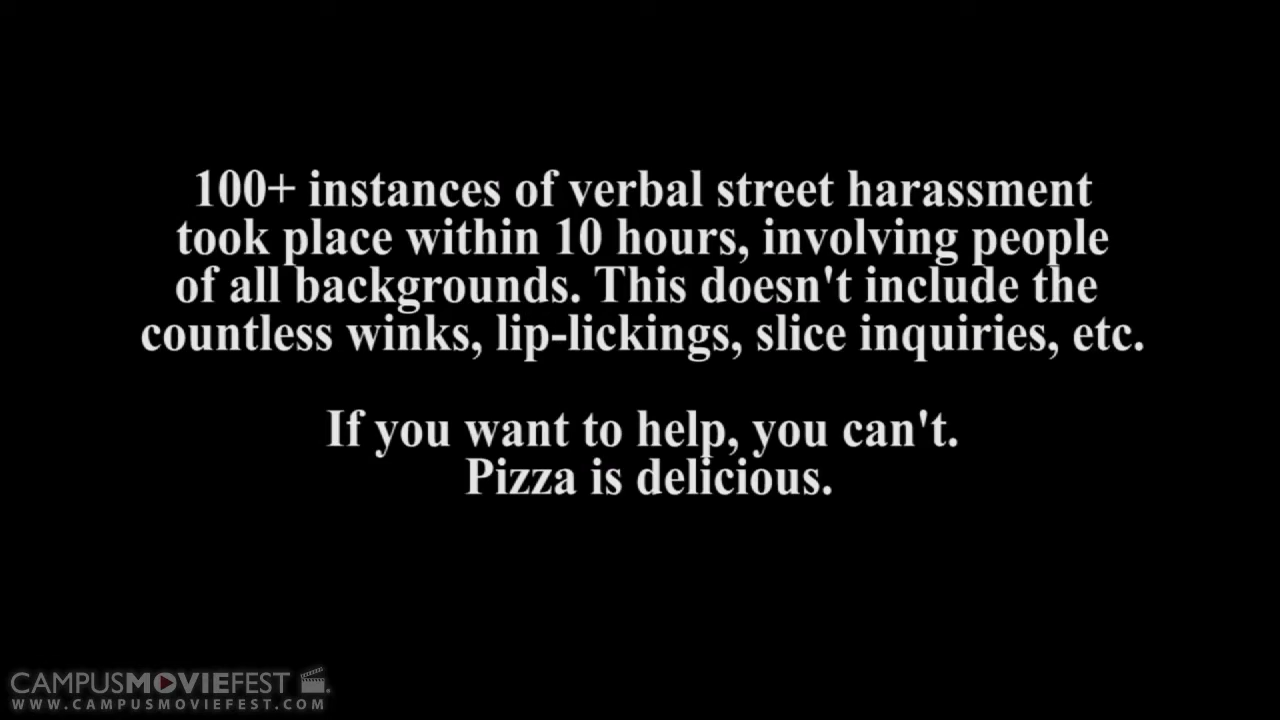 100+ instances of verbal street harassment
took place within 10 hours, involving people
of all backgrounds. This doesn't include the
countless winks, lip-lickings, slice inquiries, etc.
If you want to help, you can't.
Pizza is delicious.
CAMPUSMOVIEFEST
WWW.CAMPUSMOVIEFEST.COM